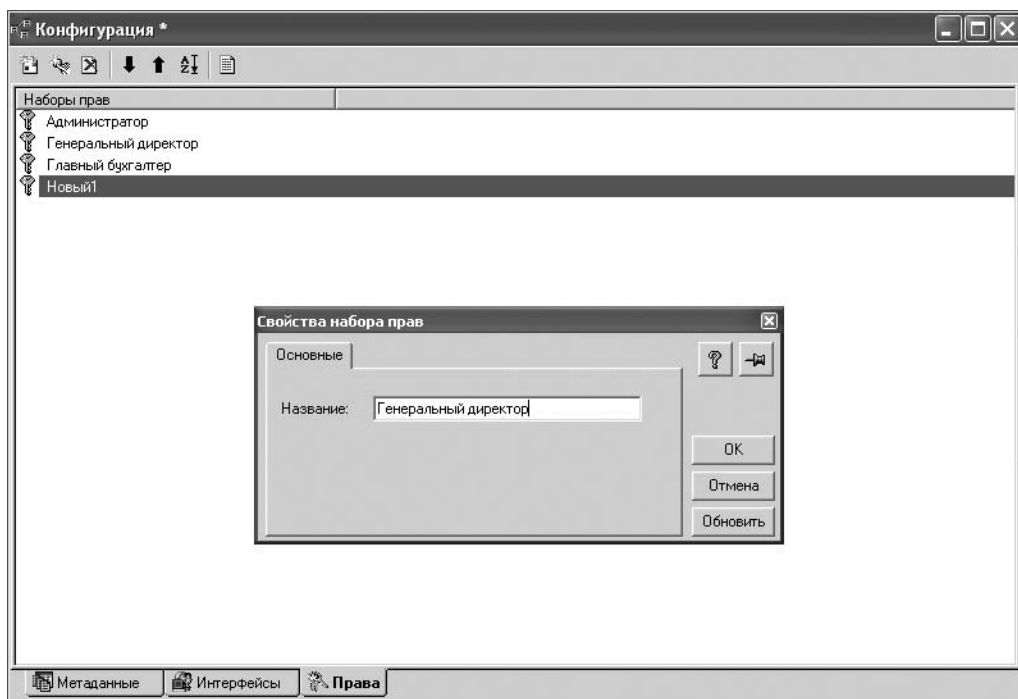 Конфигурация *
Наборы прав
Администратор
Генеральный директор
Главный бухгалтер
Новый1
Свойства набора прав
Основные
Название: Генеральный директор
OK
Отмена
Обновить
Метаданные Интерфейсы Права